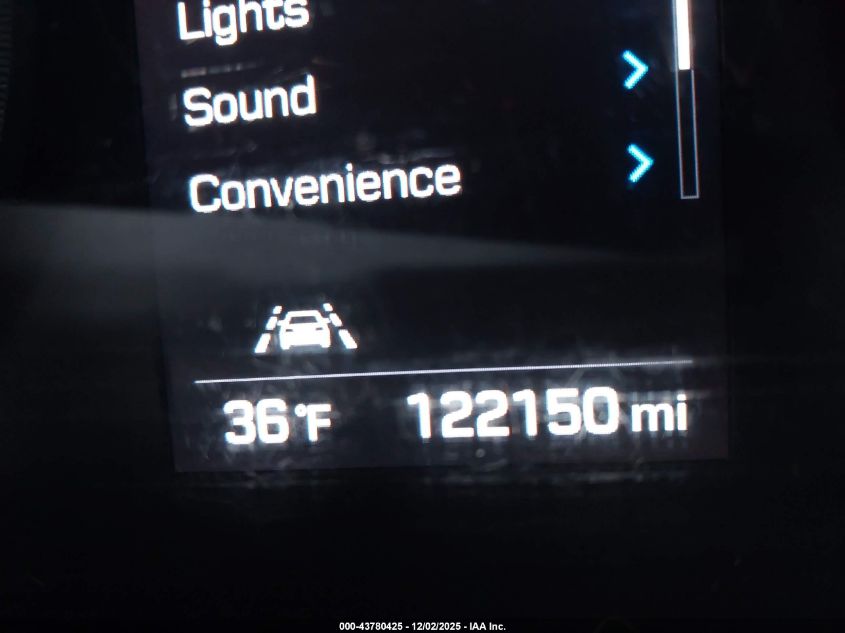 Lights
Sound
Convenience
36°F 122150 mi
000-43780425 - 12/02/2025 - IAA Inc.